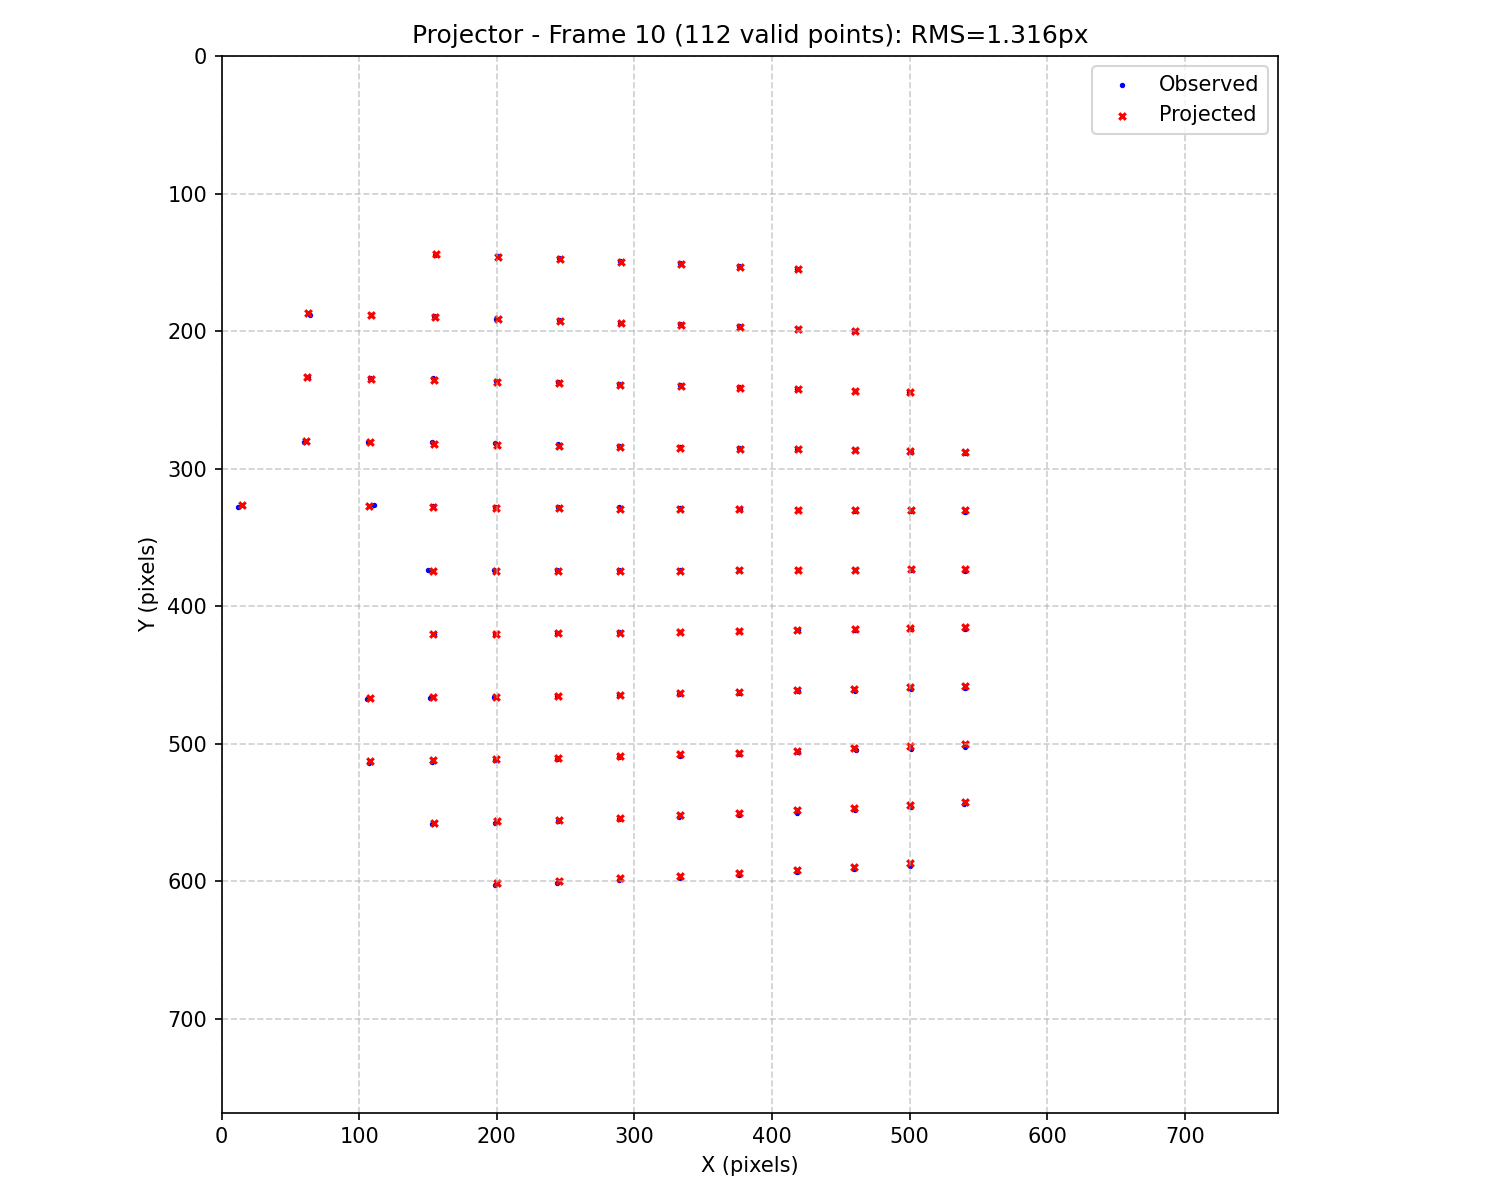 Projector - Frame 10 (112 valid points): RMS=1.316px
Observed
Projected
0
100
200
300
400
500
600
700
Y (pixels)
0 100 200 300 400 500 600 700
X (pixels)